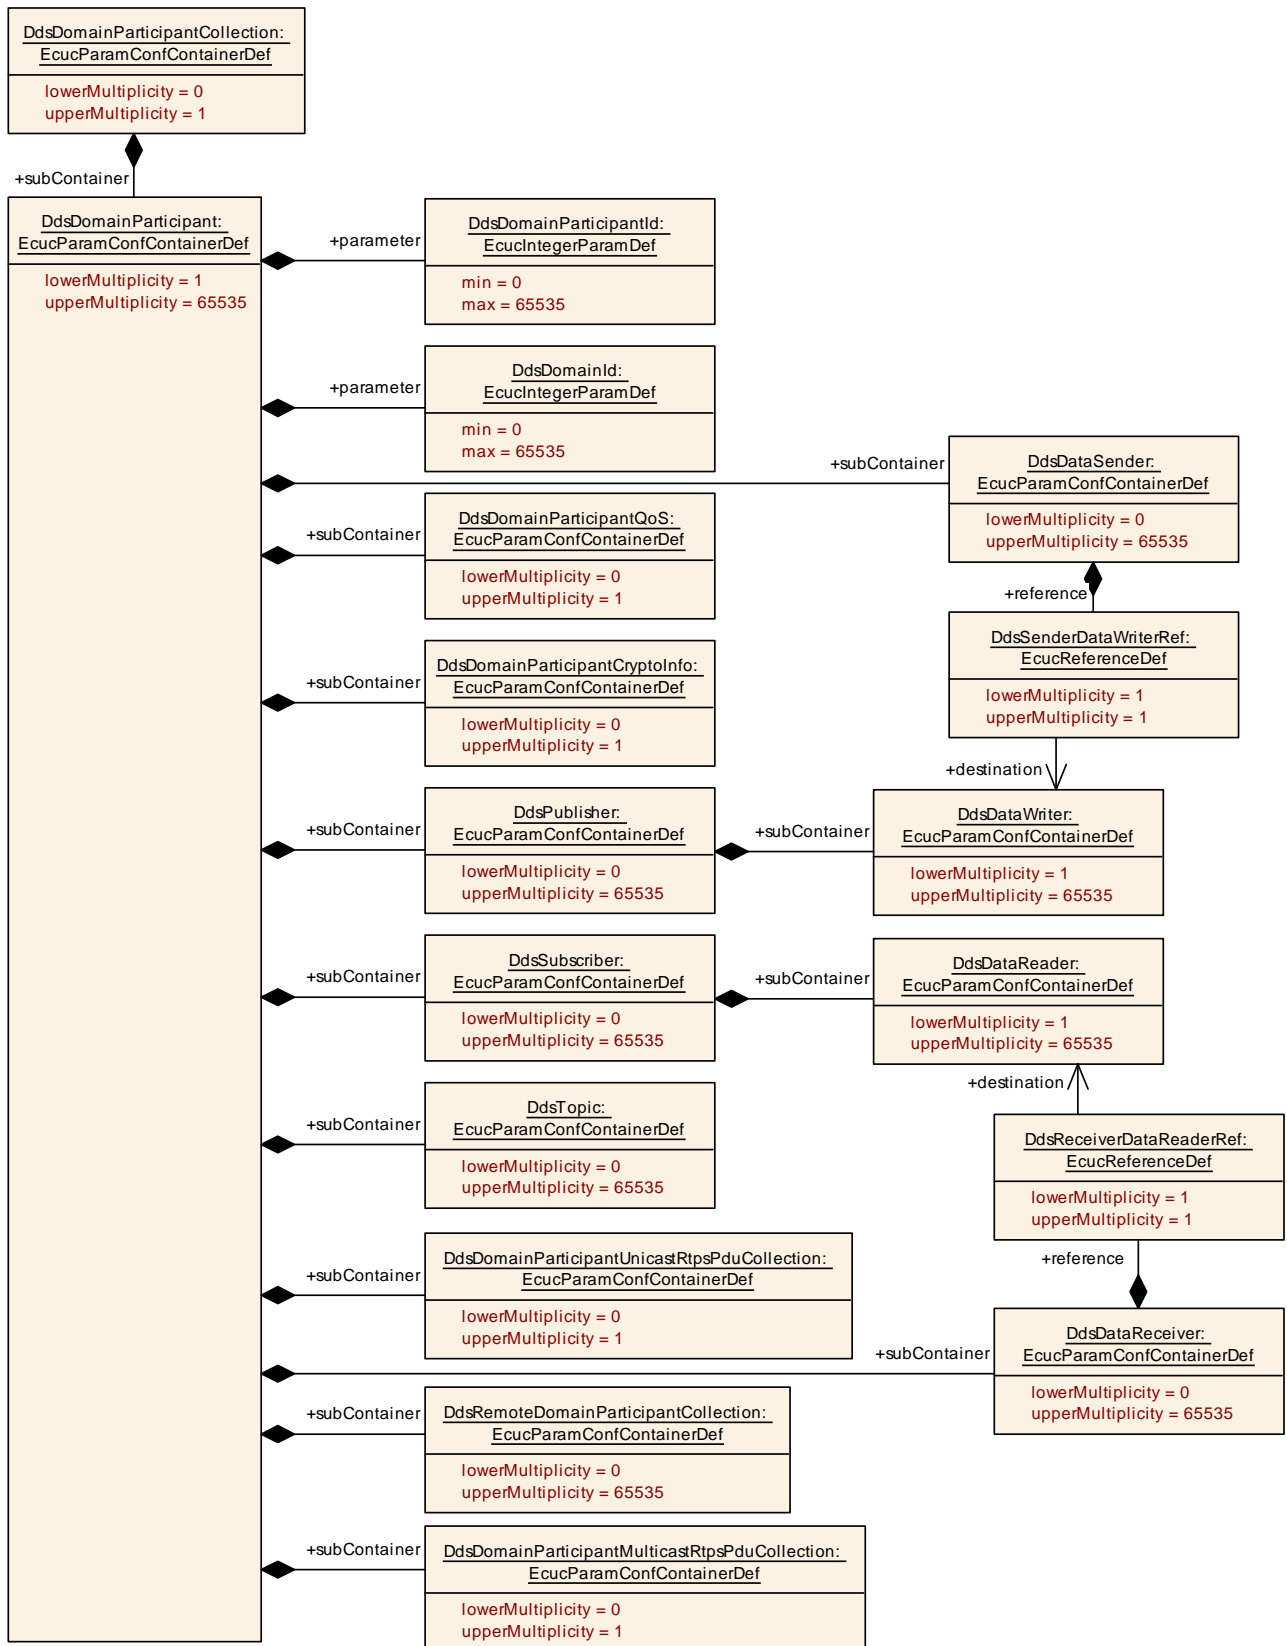 DdsDomainParticipantCollection:
EcucParamConfContainerDef
lowerMultiplicity = 0
upperMultiplicity = 1
+subContainer
DdsDomainParticipant:
EcucParamConfContainerDef
lowerMultiplicity = 1
upperMultiplicity = 65535
+parameter
DdsDomainParticipantId:
EcucIntegerParamDef
min = 0
max = 65535
+parameter
DdsDomainId:
EcucIntegerParamDef
min = 0
max = 65535
+subContainer
DdsDataSender:
EcucParamConfContainerDef
lowerMultiplicity = 0
upperMultiplicity = 65535
+subContainer
DdsDomainParticipantQoS:
EcucParamConfContainerDef
lowerMultiplicity = 0
upperMultiplicity = 1
+reference
DdsSenderDataWriterRef:
EcucReferenceDef
lowerMultiplicity = 1
upperMultiplicity = 1
+subContainer
DdsDomainParticipantCryptoInfo:
EcucParamConfContainerDef
lowerMultiplicity = 0
upperMultiplicity = 1
+destination
+subContainer
DdsPublisher:
EcucParamConfContainerDef
lowerMultiplicity = 0
upperMultiplicity = 65535
+subContainer
DdsDataWriter:
EcucParamConfContainerDef
lowerMultiplicity = 1
upperMultiplicity = 65535
+subContainer
DdsSubscriber:
EcucParamConfContainerDef
lowerMultiplicity = 0
upperMultiplicity = 65535
+subContainer
DdsDataReader:
EcucParamConfContainerDef
lowerMultiplicity = 1
upperMultiplicity = 65535
+destination
+subContainer
DdsTopic:
EcucParamConfContainerDef
lowerMultiplicity = 0
upperMultiplicity = 65535
DdsReceiverDataReaderRef:
EcucReferenceDef
lowerMultiplicity = 1
upperMultiplicity = 1
+reference
+subContainer
DdsDomainParticipantUnicastRtpsPduCollection:
EcucParamConfContainerDef
lowerMultiplicity = 0
upperMultiplicity = 1
+subContainer
DdsDataReceiver:
EcucParamConfContainerDef
lowerMultiplicity = 0
upperMultiplicity = 65535
+subContainer
DdsRemoteDomainParticipantCollection:
EcucParamConfContainerDef
lowerMultiplicity = 0
upperMultiplicity = 65535
+subContainer
DdsDomainParticipantMulticastRtpsPduCollection:
EcucParamConfContainerDef
lowerMultiplicity = 0
upperMultiplicity = 1